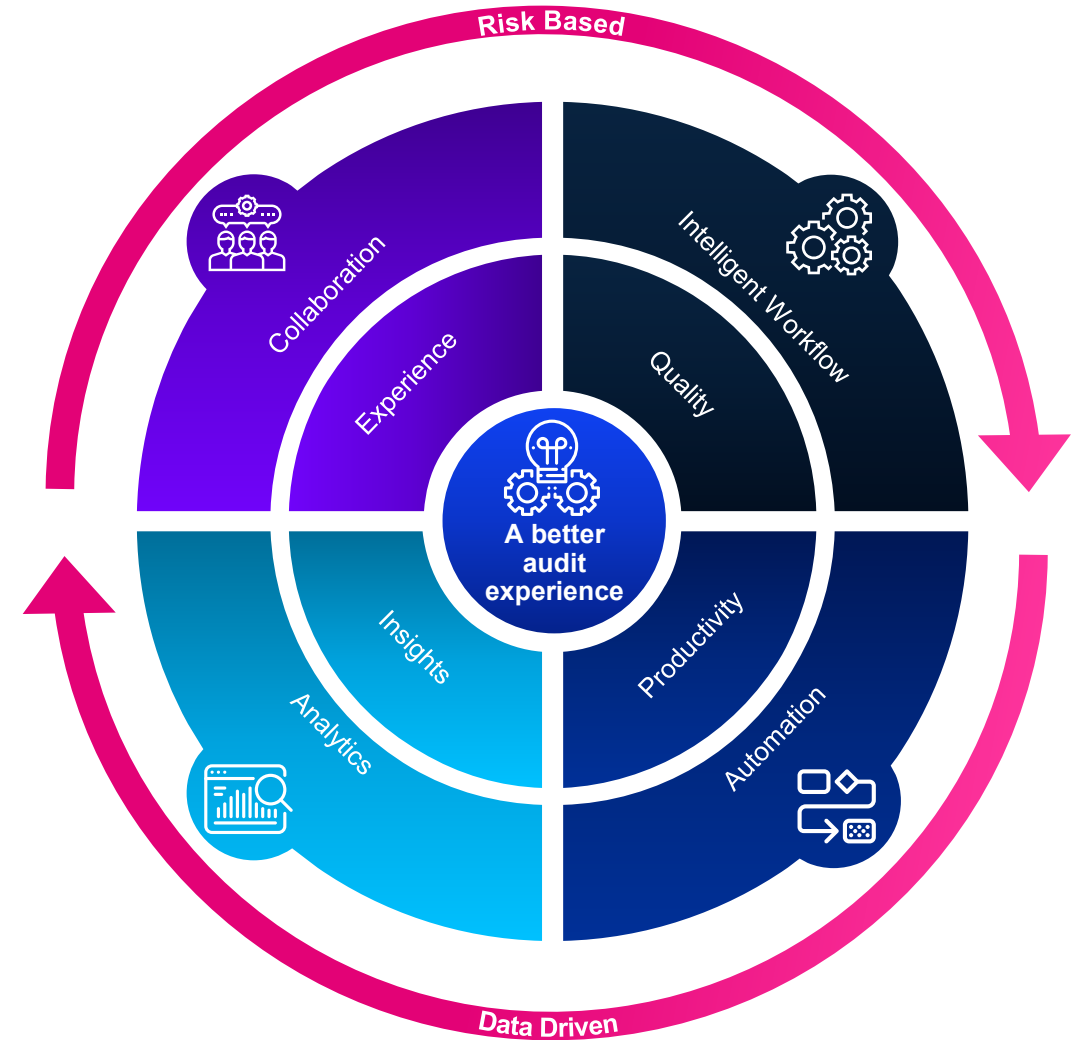 Risk Based
Collaboration
Intelligent Workflow
Experience
Quality
A better
audit
experience
Insights
Productivity
Analytics
Automation
Data Driven